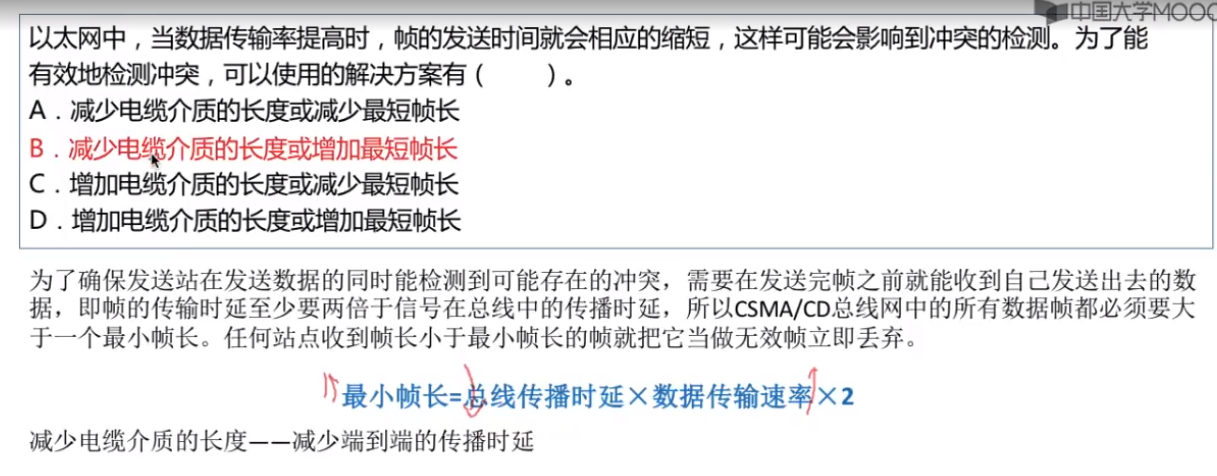 中国大学MOOC
以太网中，当数据传输率提高时，帧的发送时间就会相应的缩短，这样可能会影响到冲突的检测。为了能
有效地检测冲突，可以使用的解决方案有（　　）。
A．减少电缆介质的长度或减少最短帧长
B．减少电缆介质的长度或增加最短帧长
C．增加电缆介质的长度或减少最短帧长
D．增加电缆介质的长度或增加最短帧长
为了确保发送站在发送数据的同时能检测到可能存在的冲突，需要在发送完帧之前就能收到自己发送出去的数
据，即帧的传输时延至少要两倍于信号在总线中的传播时延，所以CSMA/CD总线网中的所有数据帧都必须要大
于一个最小帧长。任何站点收到帧长小于最小帧长的帧就把它当做无效帧立即丢弃。
最小帧长=总线传播时延×数据传输速率×2
减少电缆介质的长度——减少端到端的传播时延